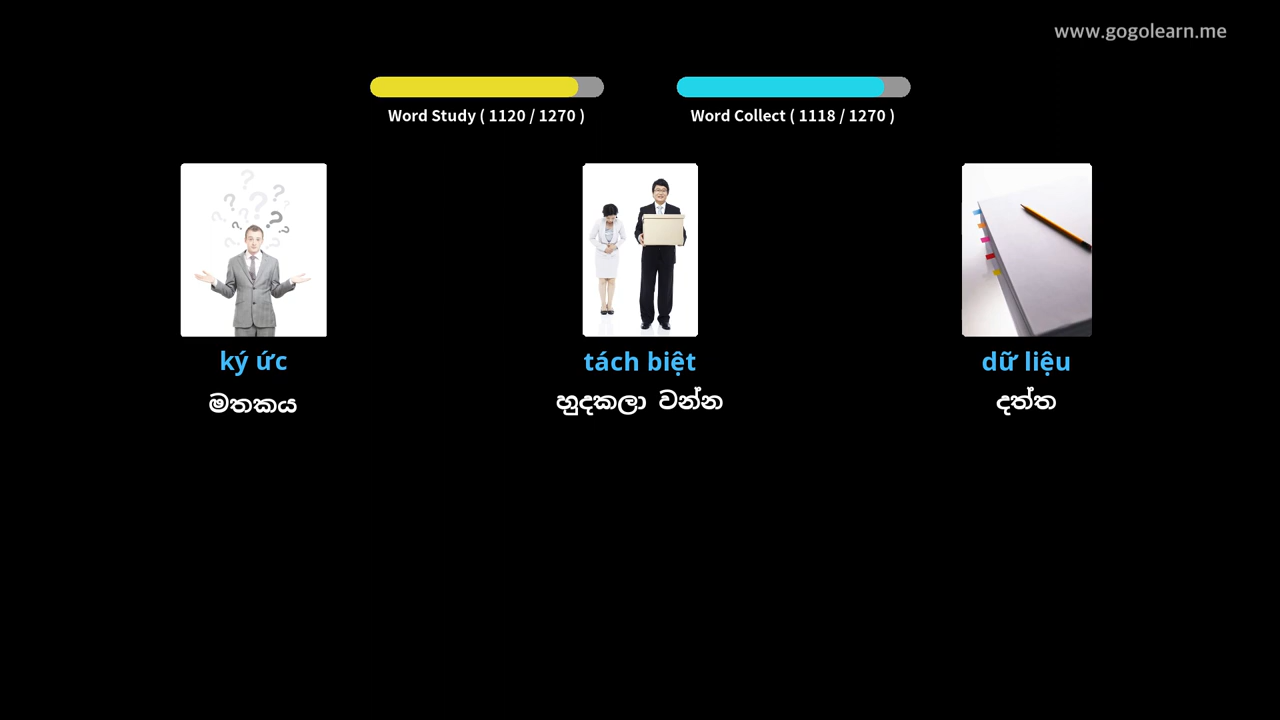 www.gogolearn.me
Word Study ( 1120 / 1270 )
Word Collect ( 1118 / 1270 )
ký ức
මතකය
tách biệt
හුදකලා වන්න
dữ liệu
දත්ත